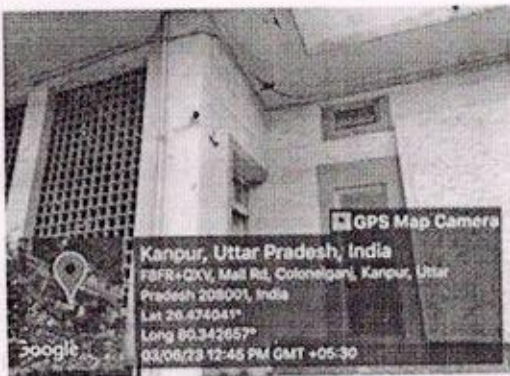 GPS Map Camera
Kanpur, Uttar Pradesh, India
F8FR+QXV, Mall Rd, Colonelganj, Kanpur, Uttar
Pradesh 208001, India
Lat 26.474041°
Long 80.342657°
03/06/23 12:45 PM GMT +05:30
Google